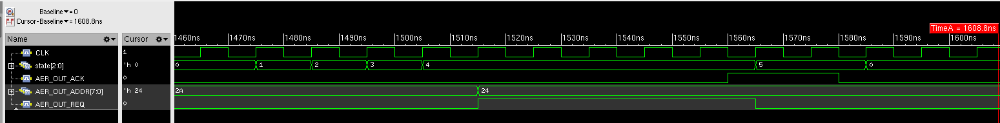 Baseline▼= 0
Cursor-Baseline▼= 1608.8ns
TimeA = 1608.8ns
Name Cursor 1460ns 1470ns 1480ns 1490ns 1500ns 1510ns 1520ns 1530ns 1540ns 1550ns 1560ns 1570ns 1580ns 1590ns 1600ns
CLK 1
state[2:0] 'h 0 0 1 2 3 4 5 0
AER_OUT_ACK 0
AER_OUT_ADDR[7:0] 'h 24 2A 24
AER_OUT_REQ 0